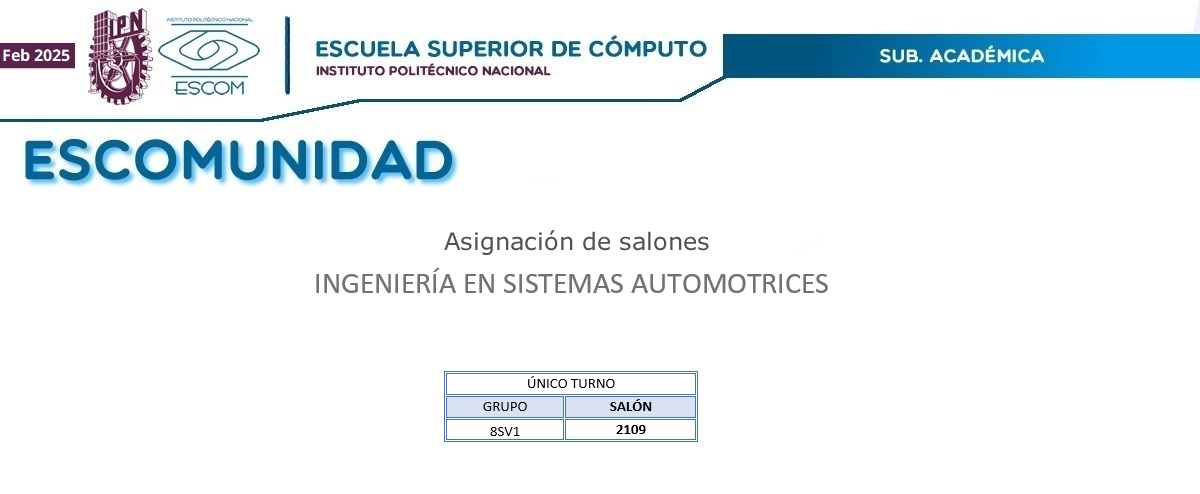 Feb 2025
IPN
INSTITUTO POLITÉCNICO NACIONAL
ESCOM
ESCUELA SUPERIOR DE CÓMPUTO
INSTITUTO POLITÉCNICO NACIONAL
SUB. ACADÉMICA
ESCOMUNIDAD
Asignación de salones
INGENIERÍA EN SISTEMAS AUTOMOTRICES
ÚNICO TURNO
GRUPO SALÓN
8SV1 2109